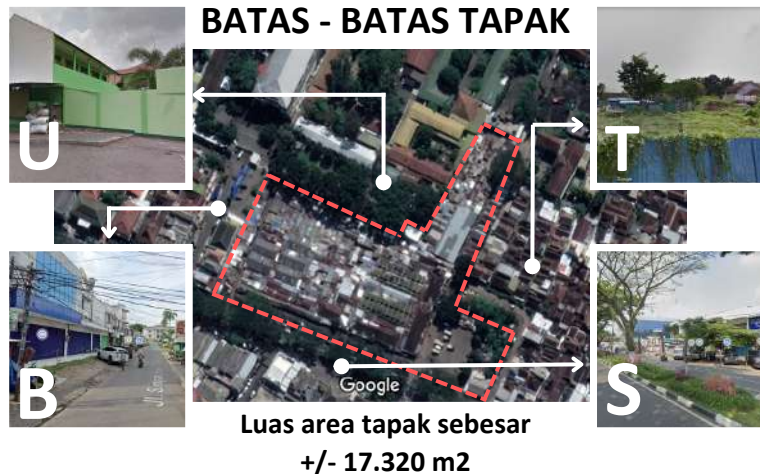 BATAS - BATAS TAPAK
U
T
B
S
Google
Luas area tapak sebesar
+/- 17.320 m2